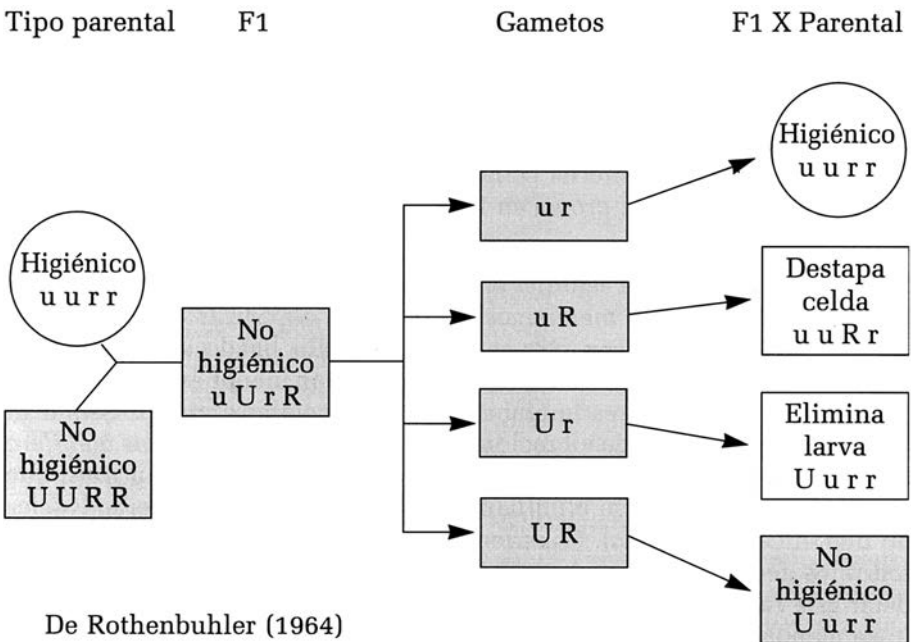 Tipo parental F1 Gametos F1 X Parental
Higiénico
u u r r
No
higiénico
U U R R
No
higiénico
u U r R
u r
u R
U r
U R
Higiénico
u u r r
Destapa
celda
u u R r
Elimina
larva
U u r r
No
higiénico
U u r r
De Rothenbuhler (1964)